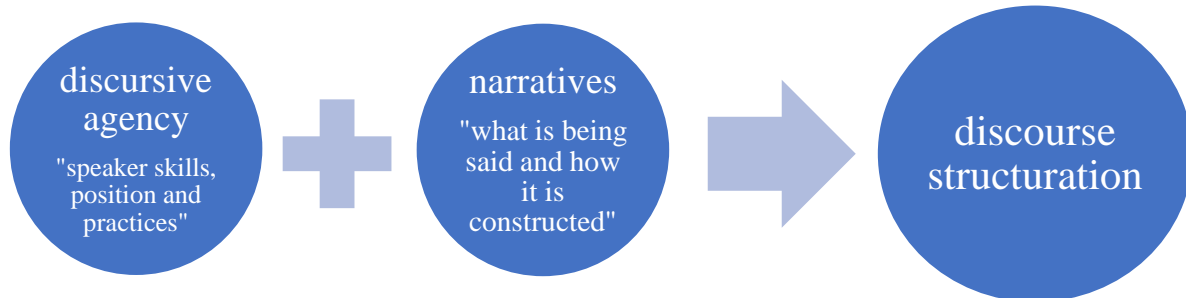 discursive
agency
"speaker skills,
position and
practices"
narratives
"what is being
said and how
it is
constructed"
discourse
structuration